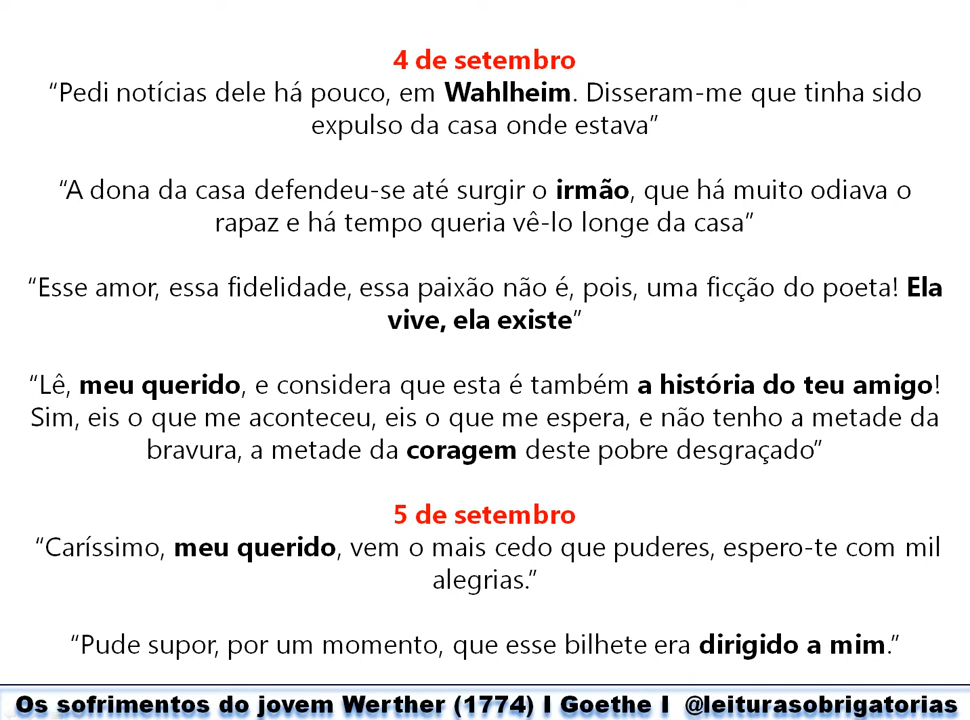 4 de setembro
“Pedi notícias dele há pouco, em Wahlheim. Disseram-me que tinha sido
expulso da casa onde estava”
“A dona da casa defendeu-se até surgir o irmão, que há muito odiava o
rapaz e há tempo queria vê-lo longe da casa”
“Esse amor, essa fidelidade, essa paixão não é, pois, uma ficção do poeta! Ela
vive, ela existe”
“Lê, meu querido, e considera que esta é também a história do teu amigo!
Sim, eis o que me aconteceu, eis o que me espera, e não tenho a metade da
bravura, a metade da coragem deste pobre desgraçado”
5 de setembro
“Caríssimo, meu querido, vem o mais cedo que puderes, espero-te com mil
alegrias.”
“Pude supor, por um momento, que esse bilhete era dirigido a mim.”
Os sofrimentos do jovem Werther (1774) I Goethe I @leiturasobrigatorias